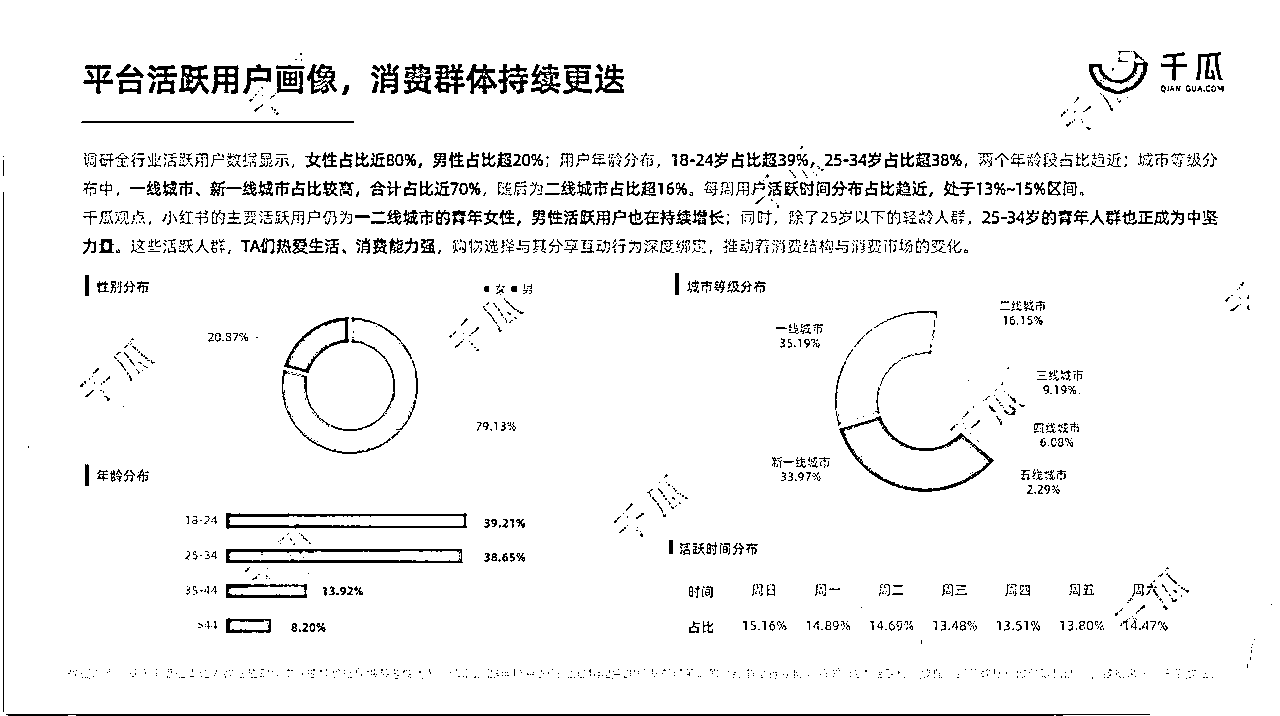 平台活跃用户画像，消费群体持续更迭
千瓜
QIAN-GUA.COM
调研全行业活跃用户数据显示，女性占比近80%，男性占比超20%；用户年龄分布，18-24岁占比超39%，25-34岁占比超38%，两个年龄段占比趋近；城市等级分
布中，一线城市、新一线城市占比较高，合计占比近70%，随后为二线城市占比超16%。每周用户活跃时间分布占比趋近，处于13%~15%区间。
千瓜观点，小红书的主要活跃用户仍为一二线城市的青年女性，男性活跃用户也在持续增长；同时，除了25岁以下的轻龄人群，25-34岁的青年人群也正成为中坚
力量。这些活跃人群，TA们热爱生活、消费能力强，购物选择与其分享互动行为深度绑定，推动着消费结构与消费市场的变化。
性别分布
女 男
20.87%
79.13%
年龄分布
18-24 39.21%
25-34 38.65%
35-44 13.92%
>44 8.20%
城市等级分布
一线城市
35.19%
新一线城市
33.97%
二线城市
16.15%
三线城市
9.19%
四线城市
6.08%
五线城市
2.29%
活跃时间分布
时间 周日 周一 周二 周三 周四 周五 周六
占比 15.16% 14.89% 14.69% 13.48% 13.51% 13.80% 14.47%
千瓜
千瓜
千瓜
千瓜
千瓜
千瓜